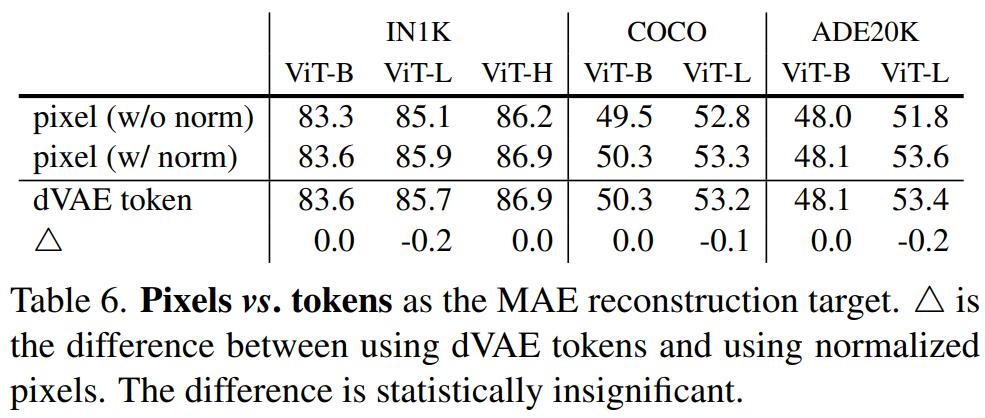 IN1K COCO ADE20K
ViT-B ViT-L ViT-H ViT-B ViT-L ViT-B ViT-L
pixel (w/o norm) 83.3 85.1 86.2 49.5 52.8 48.0 51.8
pixel (w/ norm) 83.6 85.9 86.9 50.3 53.3 48.1 53.6
dVAE token 83.6 85.7 86.9 50.3 53.2 48.1 53.4
△ 0.0 -0.2 0.0 0.0 -0.1 0.0 -0.2
Table 6. Pixels vs. tokens as the MAE reconstruction target. △ is
the difference between using dVAE tokens and using normalized
pixels. The difference is statistically insignificant.